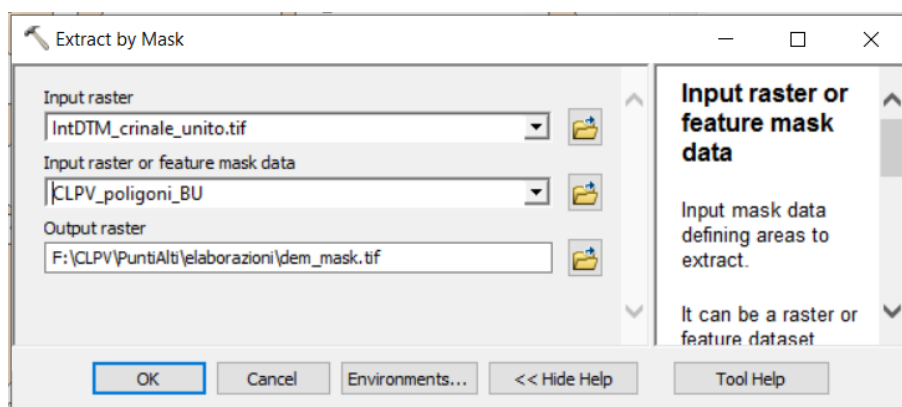 Extract by Mask
Input raster
IntDTM_crinale_unito.tif
Input raster or feature mask data
CLPV_poligoni_BU
Output raster
F:\CLPV\PuntiAlti\elaborazioni\dem_mask.tif
Input raster or
feature mask
data
Input mask data
defining areas to
extract.
It can be a raster or
feature dataset
OK
Cancel
Environments...
<< Hide Help
Tool Help